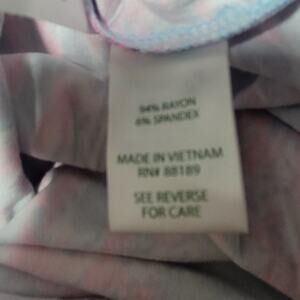 94% RAYON
6% SPANDEX
MADE IN VIETNAM
RN# 88189
SEE REVERSE
FOR CARE